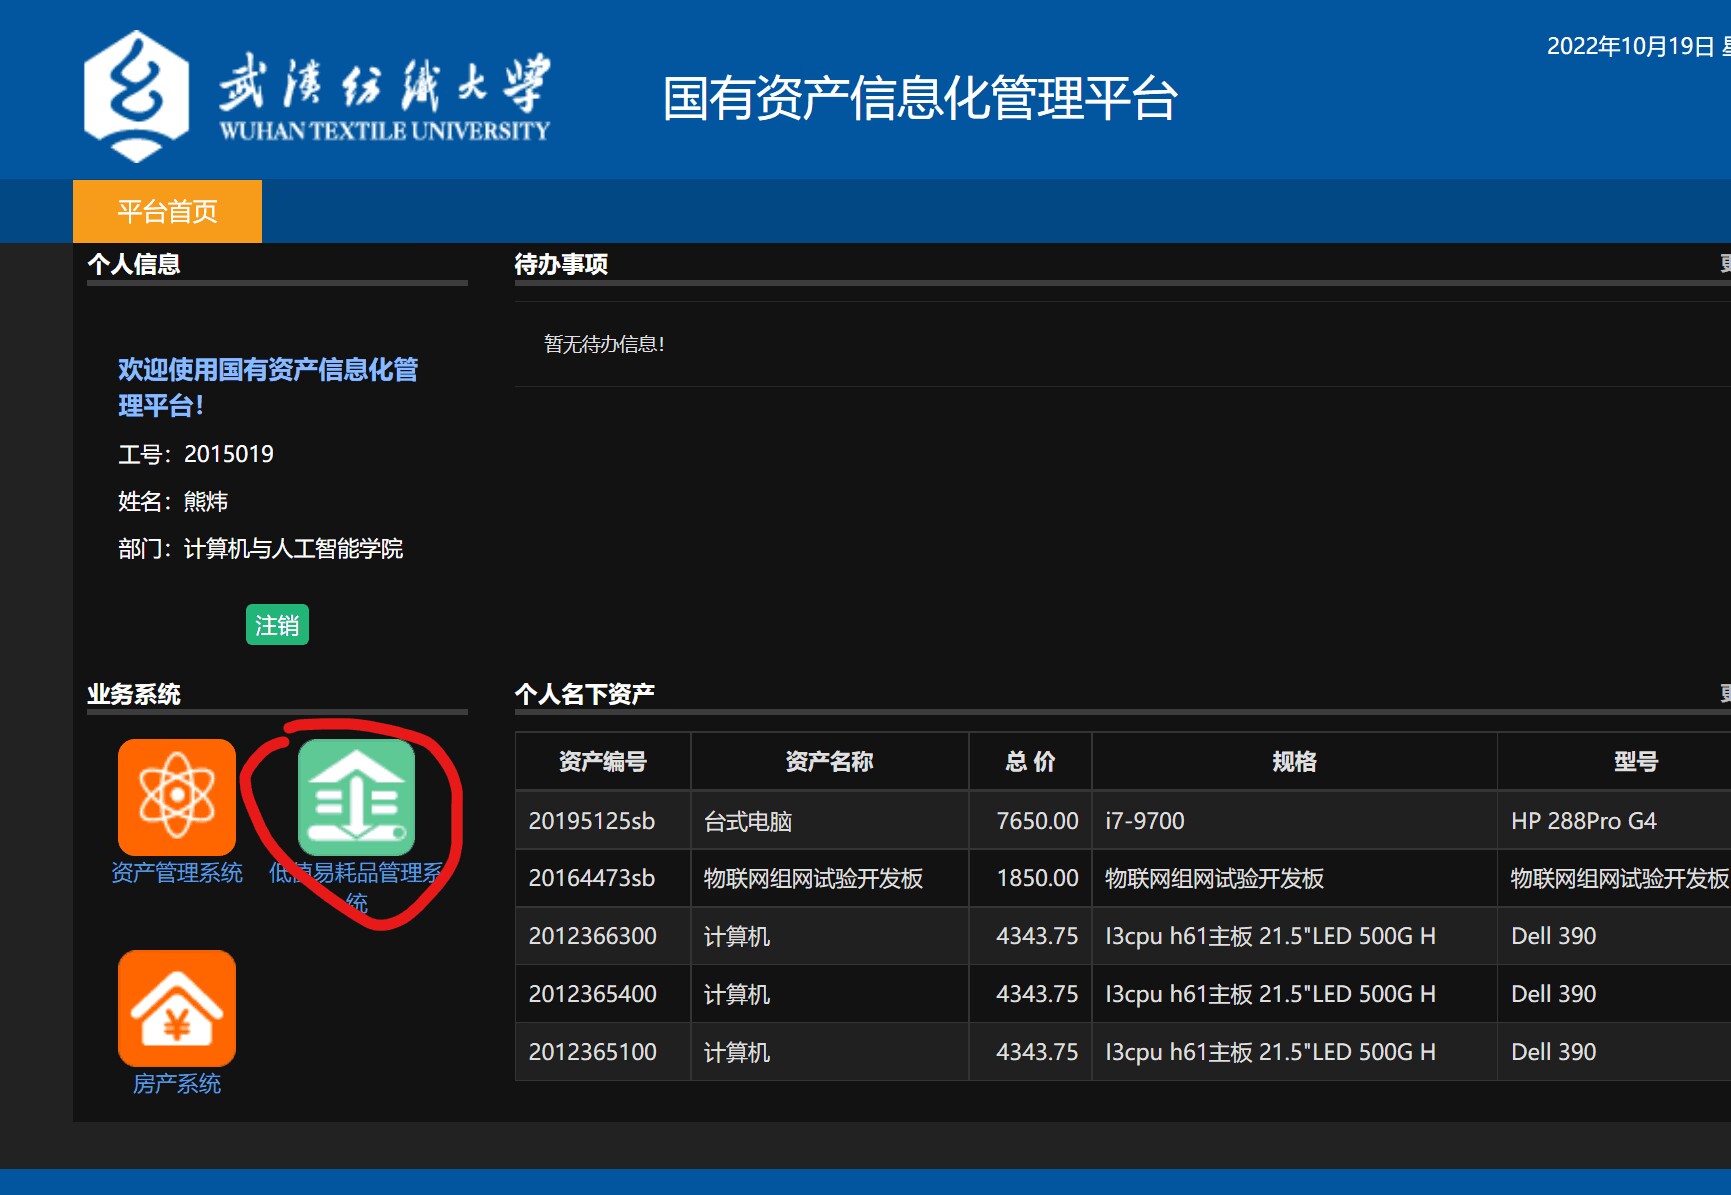 武漢纺織大學
WUHAN TEXTILE UNIVERSITY
国有资产信息化管理平台
2022年10月19日
平台首页
个人信息
欢迎使用国有资产信息化管
理平台！
工号：2015019
姓名：熊炜
部门：计算机与人工智能学院
注销
待办事项
暂无待办信息！
业务系统
资产管理系统
低值易耗品管理系
统
房产系统
个人名下资产
资产编号 资产名称 总 价 规格 型号
20195125sb 台式电脑 7650.00 i7-9700 HP 288Pro G4
20164473sb 物联网组网试验开发板 1850.00 物联网组网试验开发板 物联网组网试验开发板
2012366300 计算机 4343.75 I3cpu h61主板 21.5"LED 500G H Dell 390
2012365400 计算机 4343.75 I3cpu h61主板 21.5"LED 500G H Dell 390
2012365100 计算机 4343.75 I3cpu h61主板 21.5"LED 500G H Dell 390